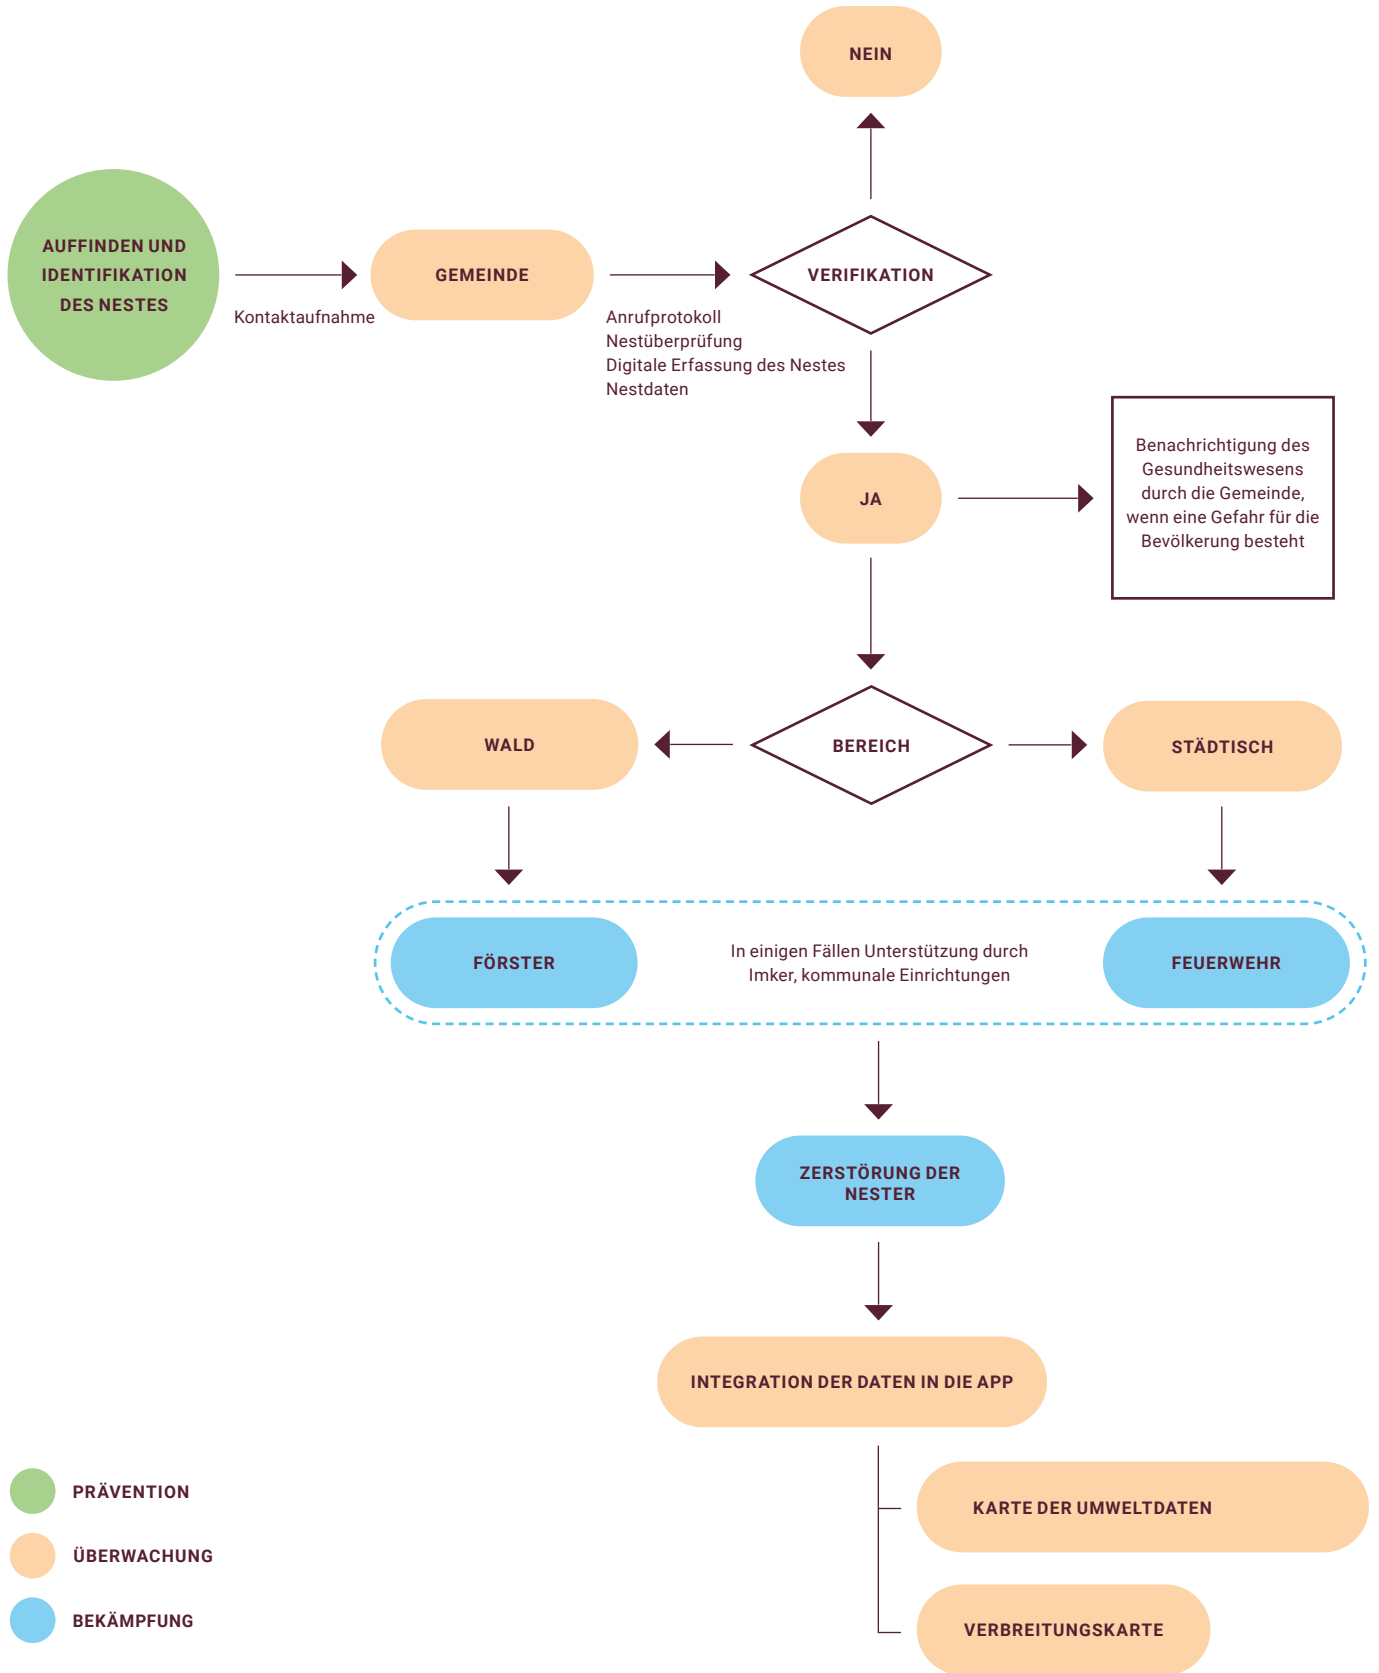 NEIN
AUFFINDEN UND
IDENTIFIKATION
DES NESTES
Kontaktaufnahme
GEMEINDE
Anrufprotokoll
Nestüberprüfung
Digitale Erfassung des Nestes
Nestdaten
VERIFIKATION
JA
Benachrichtigung des
Gesundheitswesens
durch die Gemeinde,
wenn eine Gefahr für die
Bevölkerung besteht
WALD
BEREICH
STÄDTISCH
FÖRSTER
In einigen Fällen Unterstützung durch
Imker, kommunale Einrichtungen
FEUERWEHR
ZERSTÖRUNG DER
NESTER
INTEGRATION DER DATEN IN DIE APP
KARTE DER UMWELTDATEN
VERBREITUNGSKARTE
PRÄVENTION
ÜBERWACHUNG
BEKÄMPFUNG